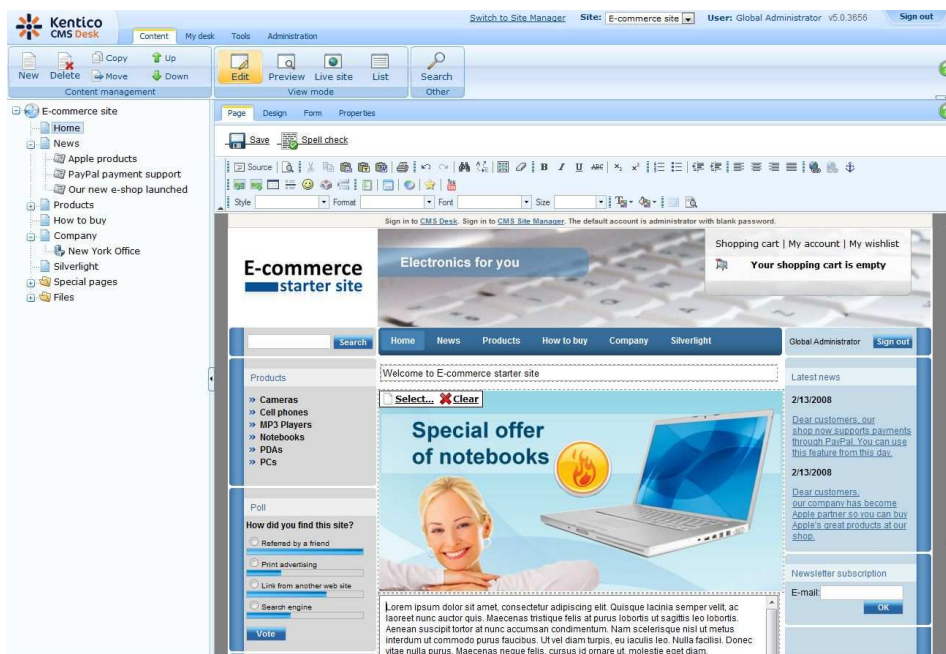 Kentico
CMS Desk
Switch to Site Manager Site: E-commerce site User: Global Administrator v5.0.3656 Sign out
Content My desk Tools Administration
New Delete Copy Move Up Down
Content management
Edit Preview Live site List
View mode
Search
Other
E-commerce site
Home
News
Apple products
PayPal payment support
Our new e-shop launched
Products
How to buy
Company
New York Office
Silverlight
Special pages
Files
Page Design Form Properties
Save Spell check
Source B I U ABC
Style Format Font Size
Sign in to CMS Desk. Sign in to CMS Site Manager. The default account is administrator with blank password.
E-commerce
starter site
Electronics for you
Shopping cart | My account | My wishlist
Your shopping cart is empty
Search
Home News Products How to buy Company Silverlight
Global Administrator Sign out
Products
» Cameras
» Cell phones
» MP3 Players
» Notebooks
» PDAs
» PCs
Poll
How did you find this site?
Referred by a friend
Print advertising
Link from another web site
Search engine
Vote
Welcome to E-commerce starter site
Select... Clear
Special offer
of notebooks
Lorem ipsum dolor sit amet, consectetur adipiscing elit. Quisque lacinia semper velit, ac
laoreet nunc auctor quis. Maecenas tristique felis at purus lobortis ut sagittis leo lobortis.
Aenean suscipit tortor at nunc accumsan condimentum. Nam scelerisque nisl ut metus
interdum ut commodo purus faucibus. Ut vel diam turpis, eu iaculis leo. Nulla facilisi. Donec
vitae nulla purus. Maecenas neque felis, cursus id ornare ut, molestie eget diam.
Latest news
2/13/2008
Dear customers, our
shop now supports payments
through PayPal. You can use
this feature from this day.
2/13/2008
Dear customers,
our company has become
Apple partner so you can buy
Apple's great products at our
shop.
Newsletter subscription
E-mail:
OK